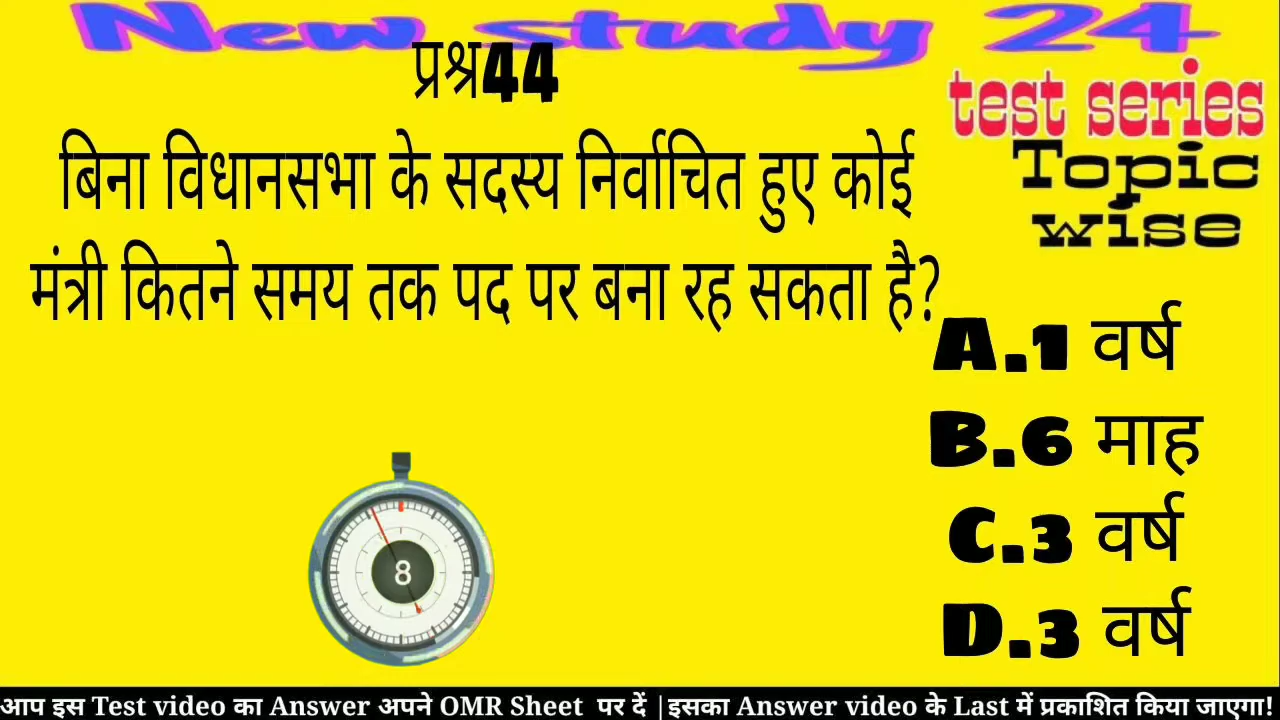 New study 24
प्रश्न44
test series
Topic
wise
बिना विधानसभा के सदस्य निर्वाचित हुए कोई
मंत्री कितने समय तक पद पर बना रह सकता है?
A.1 वर्ष
B.6 माह
C.3 वर्ष
D.3 वर्ष
8
आप इस Test video का Answer अपने OMR Sheet पर दें |इसका Answer video के Last में प्रकाशित किया जाएगा!